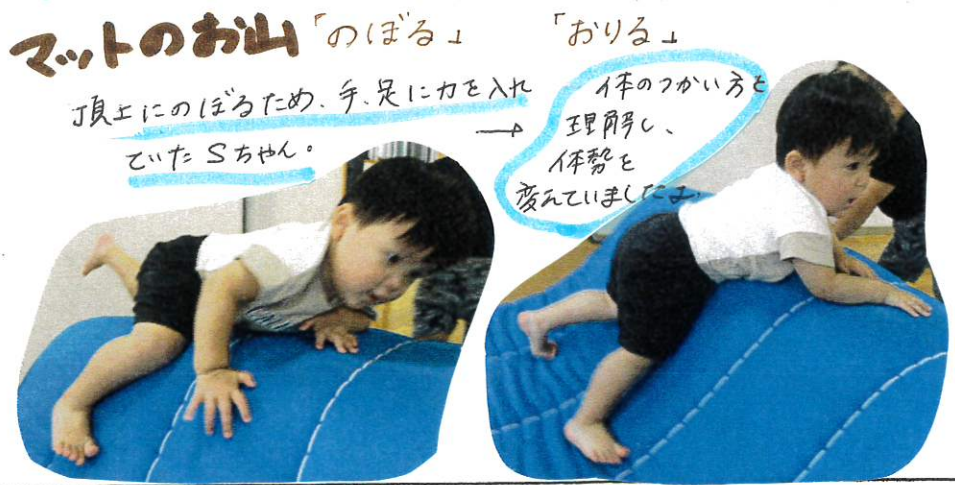 マットのお山「のぼる」
「おりる」
頂上にのぼるため、手、足に力を入れ
ていたSちゃん。
→
体のつかい方を
理解し、
体勢を
変えていましたよ.